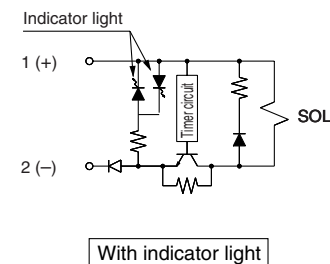 Indicator light
1 (+)
Timer circuit
SOL
2 (–)
With indicator light